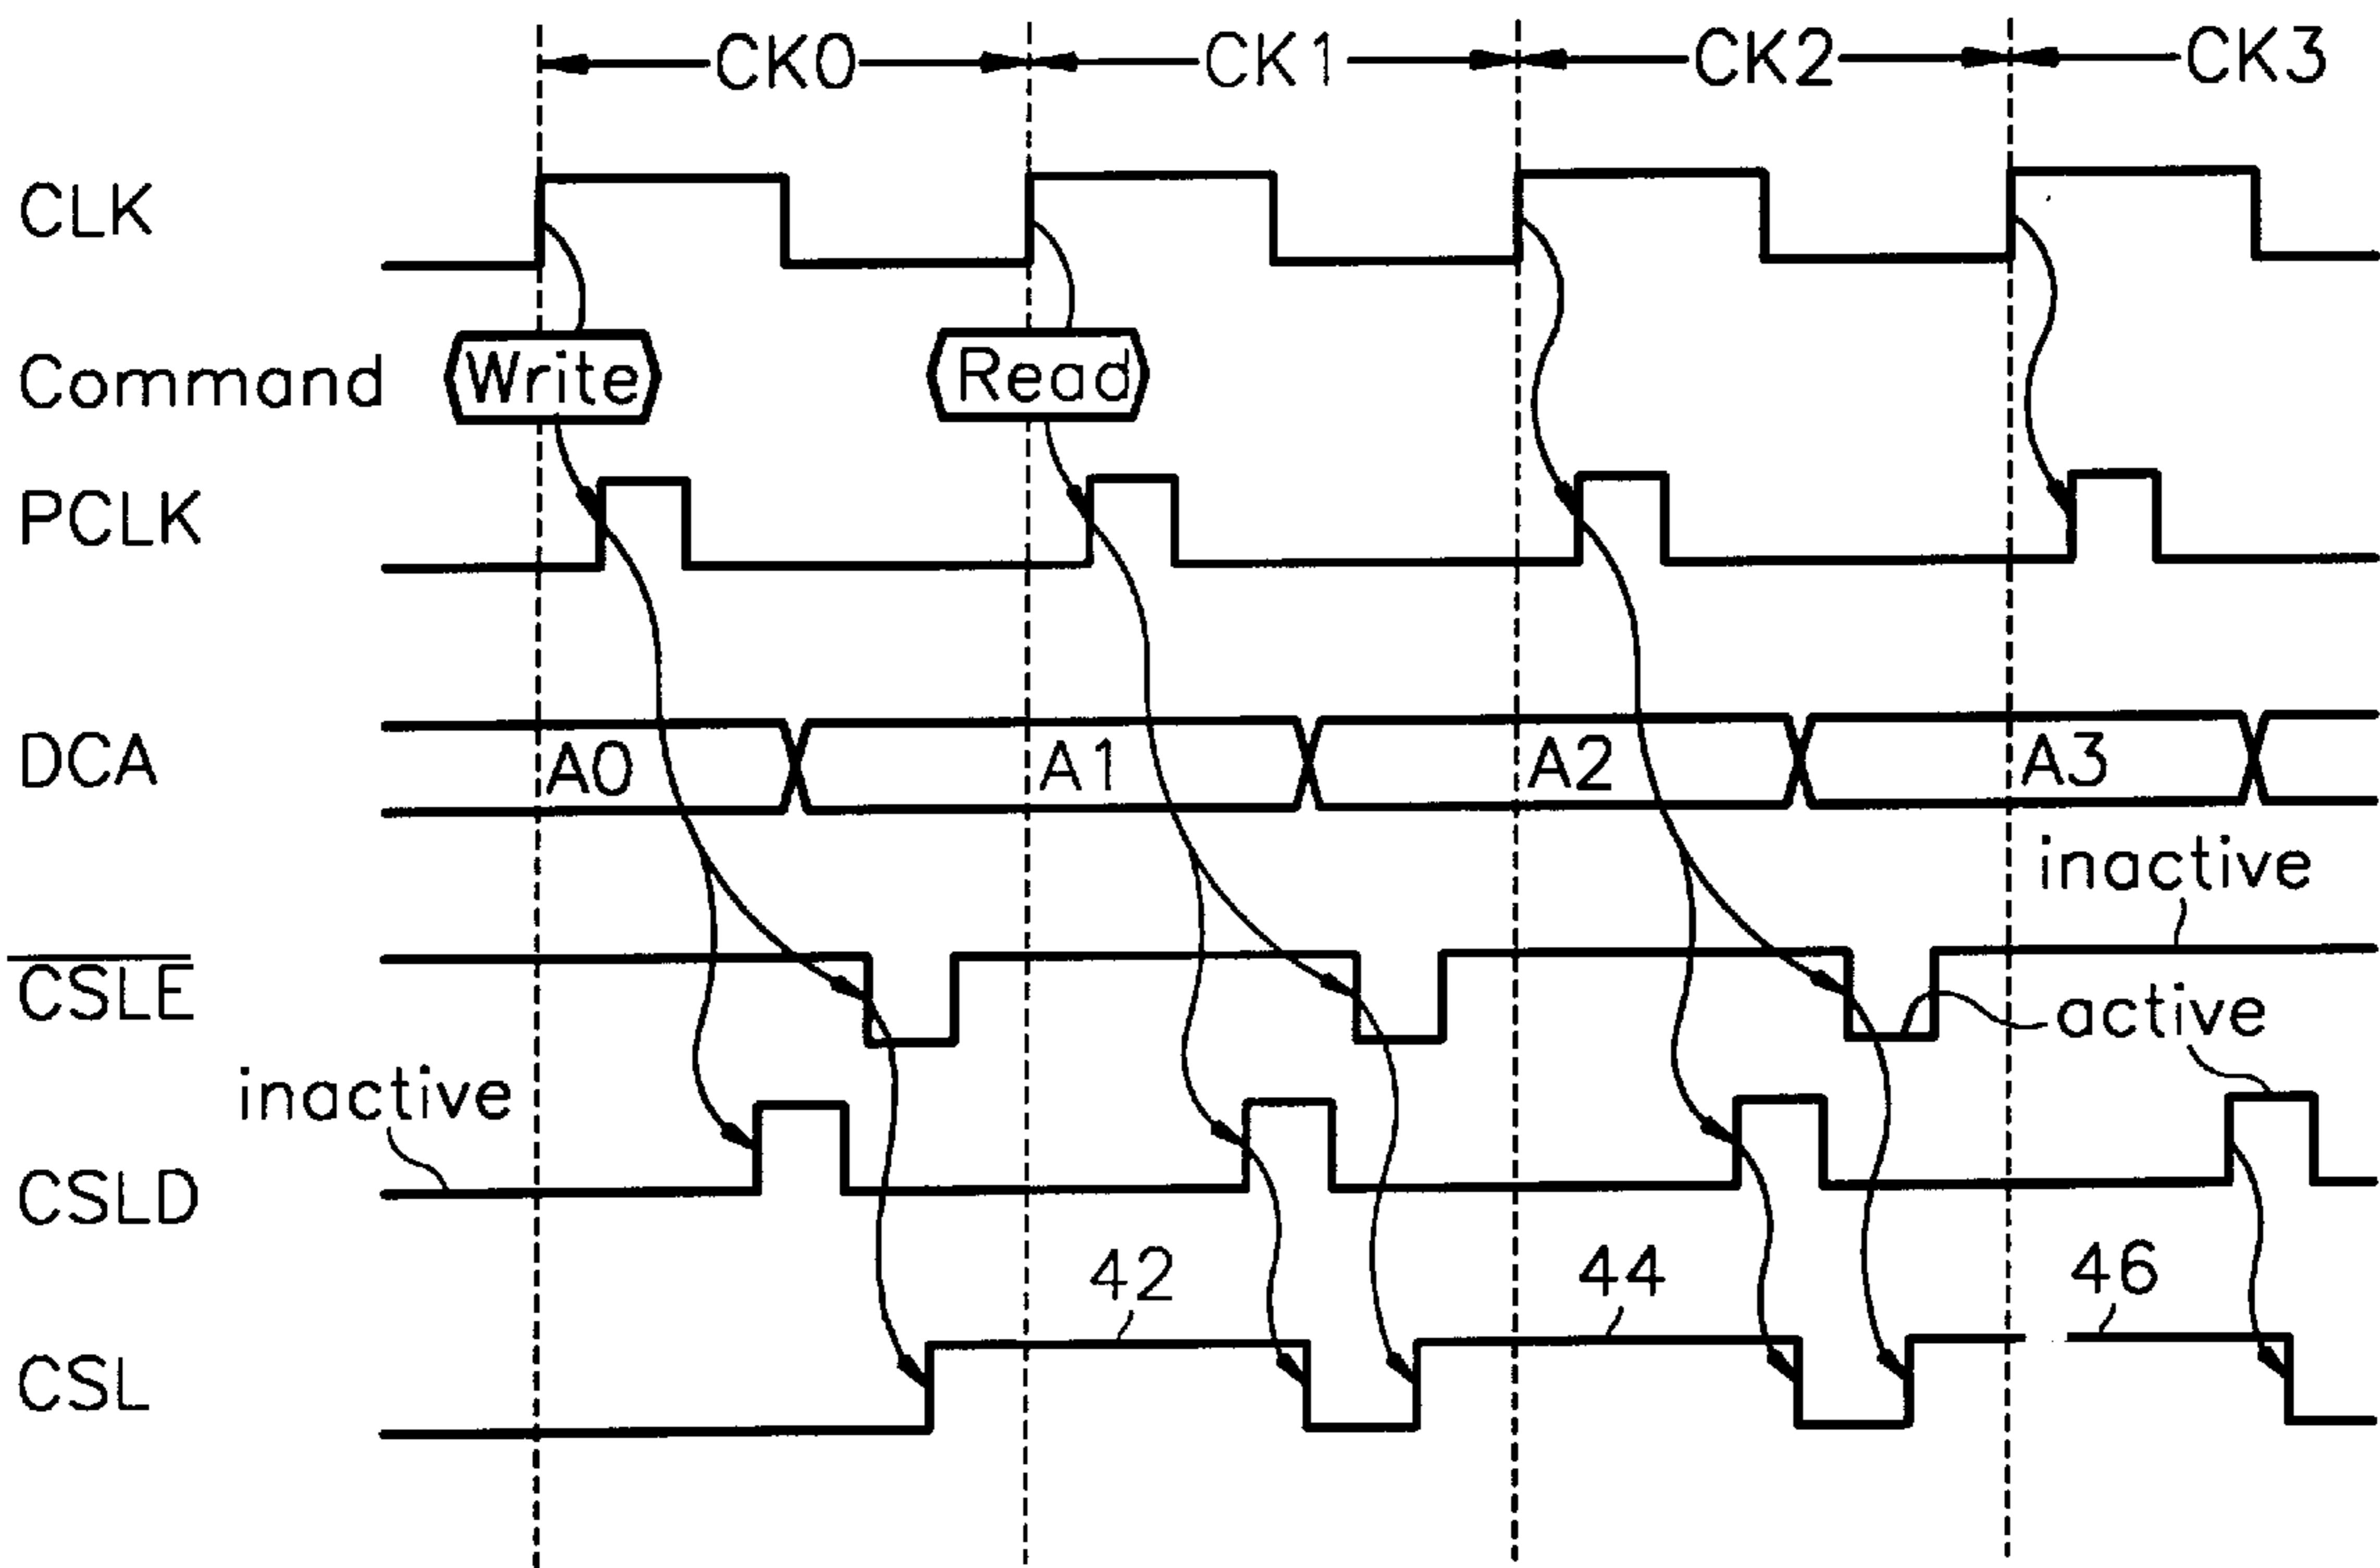 CK0 CK1 CK2 CK3
CLK
Command Write Read
PCLK
DCA A0 A1 A2 A3
inactive
CSLE
active
inactive
CSLD
42 44 46
CSL